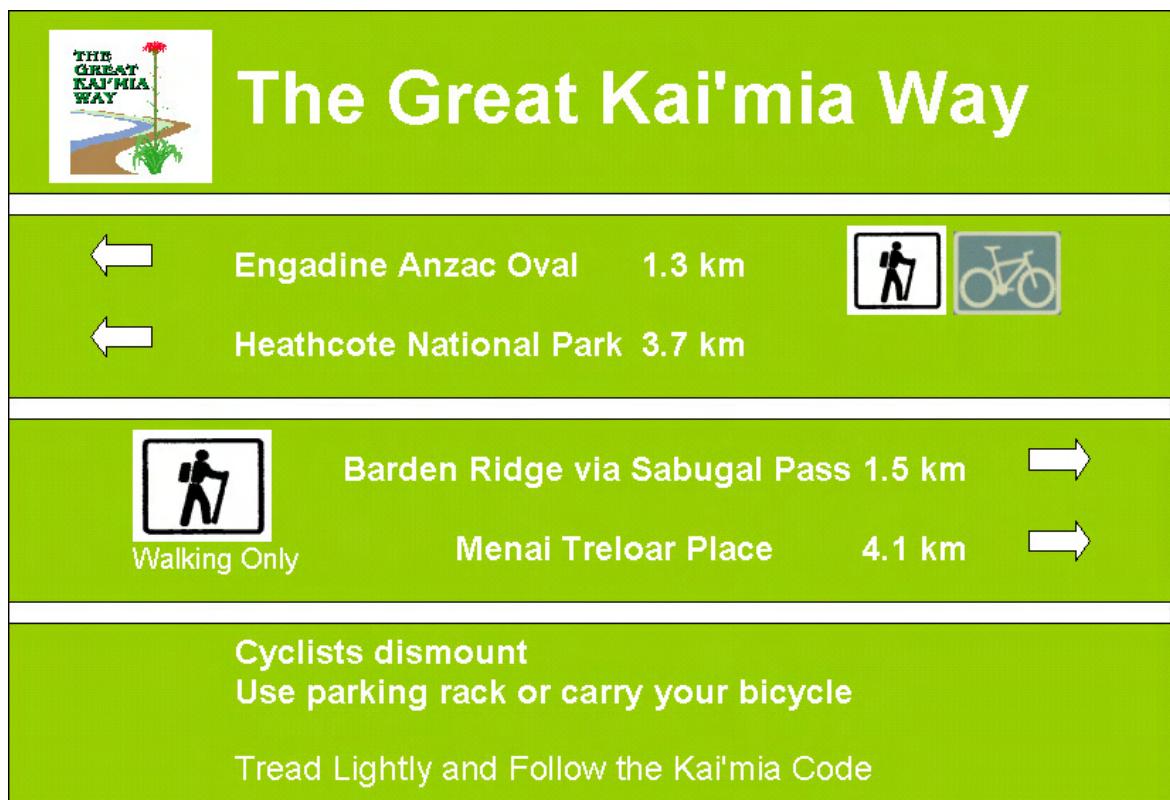 THE
GREAT
KAI'MIA
WAY
The Great Kai'mia Way
Engadine Anzac Oval 1.3 km
Heathcote National Park 3.7 km
Barden Ridge via Sabugal Pass 1.5 km
Walking Only
Menai Treloar Place 4.1 km
Cyclists dismount
Use parking rack or carry your bicycle
Tread Lightly and Follow the Kai'mia Code